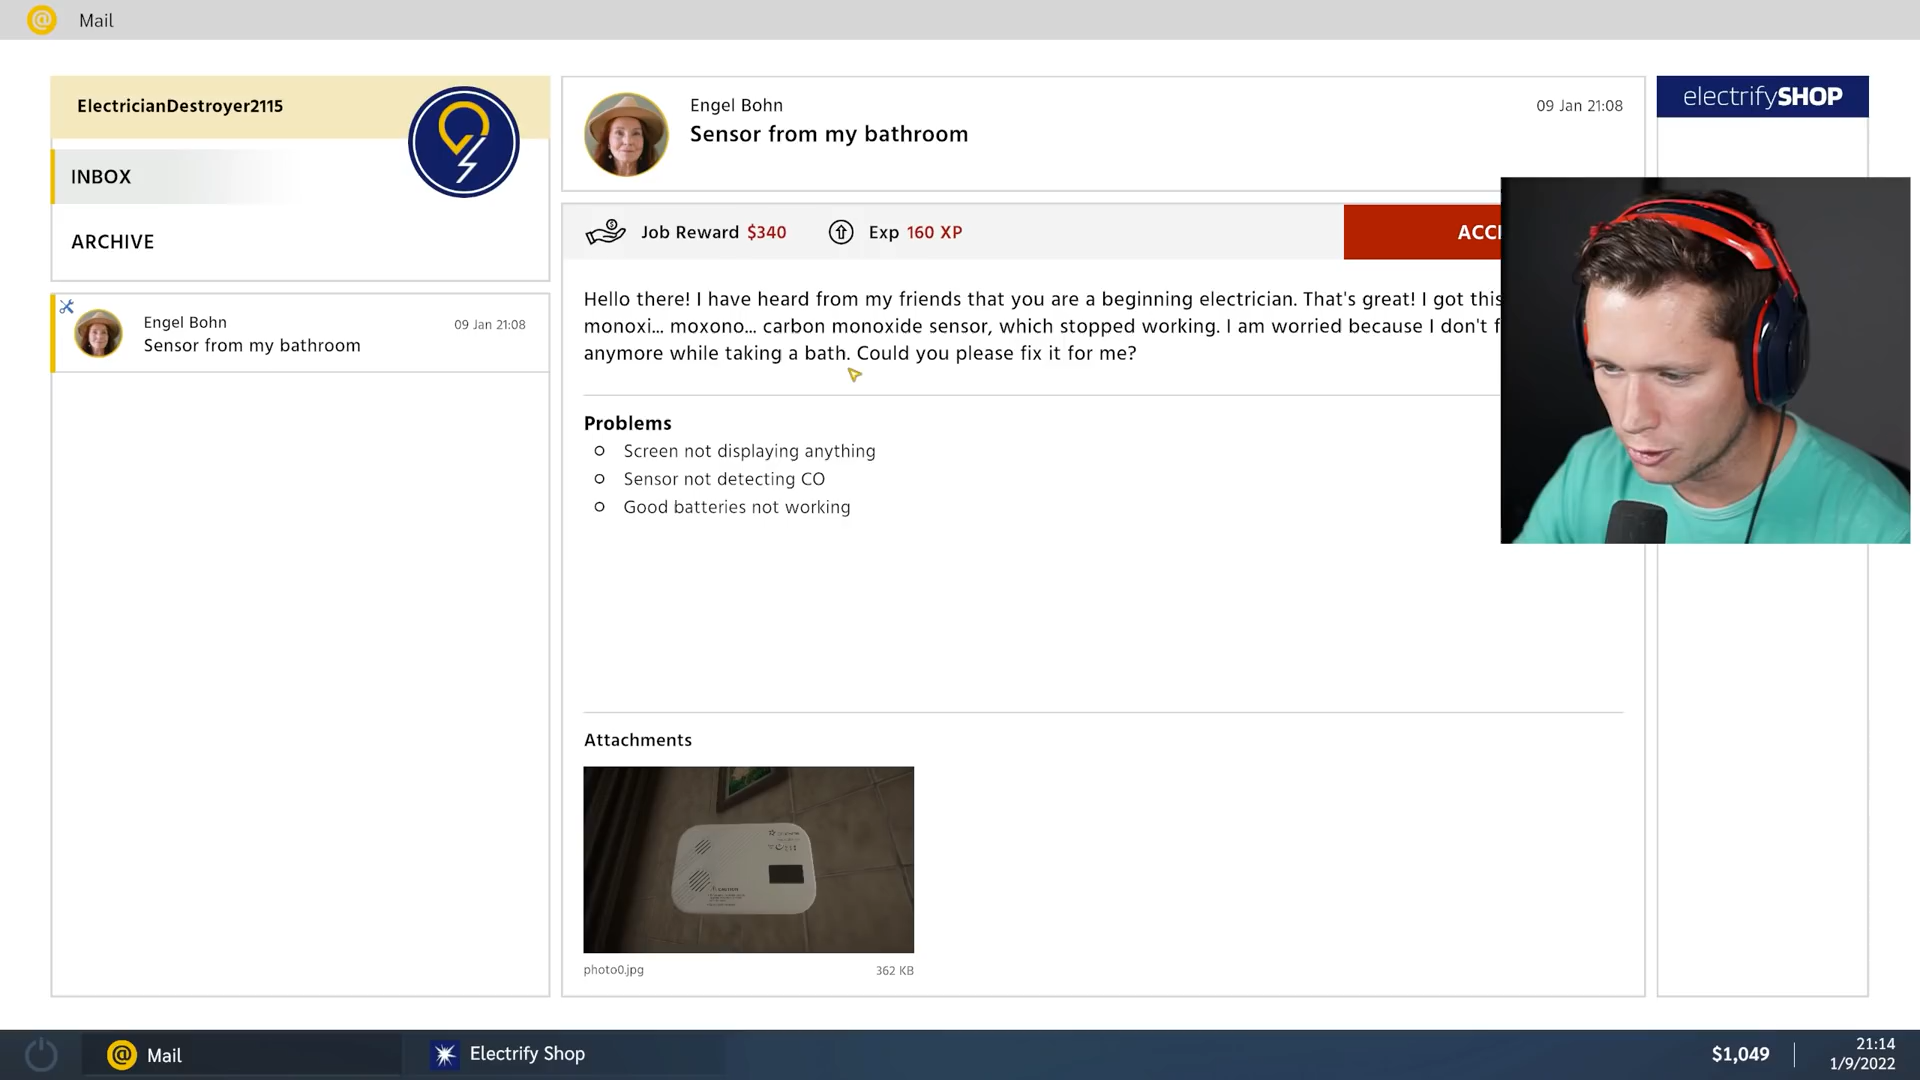 Mail
ElectricianDestroyer2115
INBOX
ARCHIVE
Engel Bohn
09 Jan 21:08
Sensor from my bathroom
Engel Bohn
09 Jan 21:08
Sensor from my bathroom
Job Reward $340
Exp 160 XP
Hello there! I have heard from my friends that you are a beginning electrician. That's great! I got this
monoxi... moxono... carbon monoxide sensor, which stopped working. I am worried because I don't
anymore while taking a bath. Could you please fix it for me?
Problems
Screen not displaying anything
Sensor not detecting CO
Good batteries not working
Attachments
photo0.jpg
362 KB
electrifySHOP
Mail
Electrify Shop
$1,049
21:14
1/9/2022